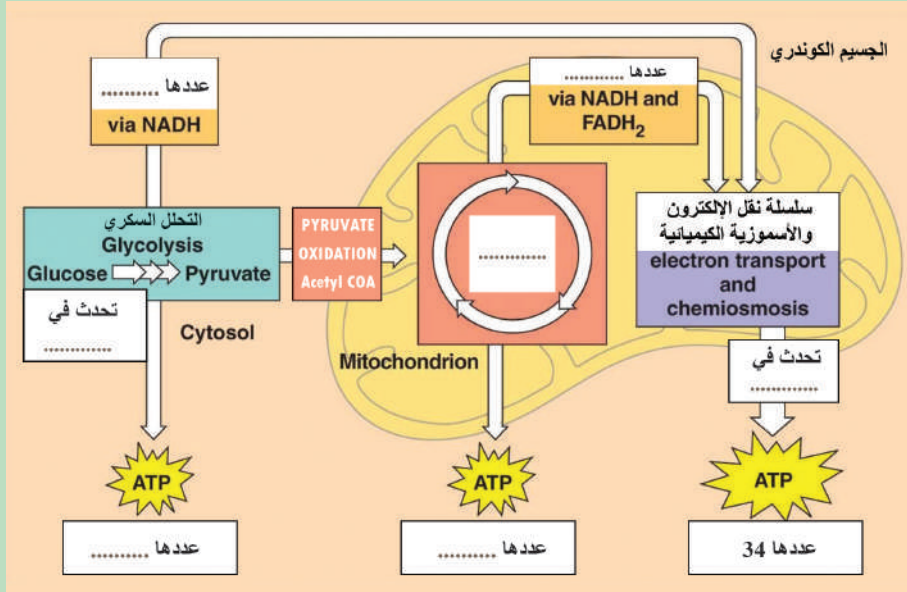 الجسيم الكوندري
عددها ..........
via NADH
عددها ............
via NADH and
FADH₂
التحلل السكري
Glycolysis
Glucose
Pyruvate
PYRUVATE
OXIDATION
Acetyl COA
.............
سلسلة نقل الإلكترون
والأسموزية الكيميائية
electron transport
and
chemiosmosis
تحدث في
.............
Cytosol
Mitochondrion
تحدث في
.............
ATP
ATP
ATP
عددها ..........
عددها ..........
عددها 34